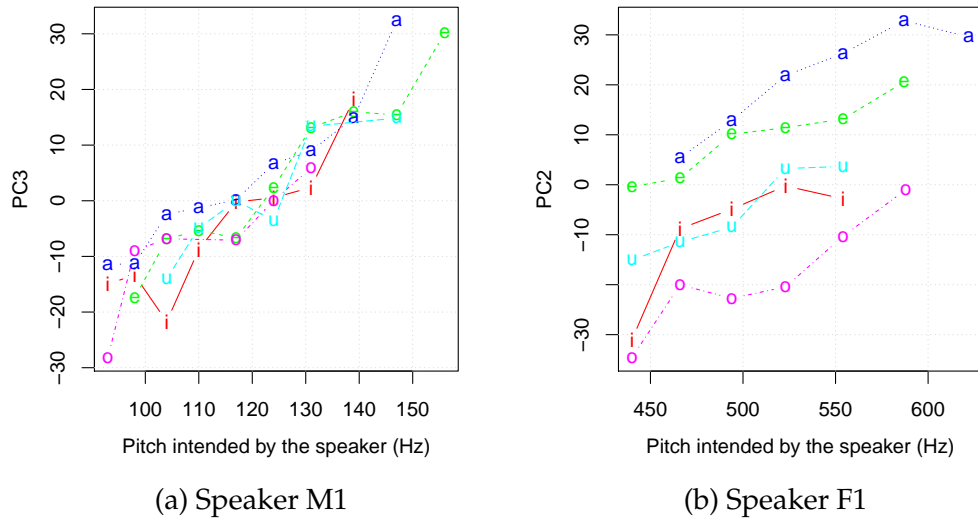 30
20
10
0
−10
−20
−30
PC3
100 110 120 130 140 150
Pitch intended by the speaker (Hz)
a a a a a a a a a
e e e e e e e e
i i i i i i i i
o o o o o o
u u u u u u
(a) Speaker M1
30
20
10
0
−10
−30
PC2
450 500 550 600
Pitch intended by the speaker (Hz)
a a a a a a
e e e e e e
i i i i i
u u u u u
o o o o o o
(b) Speaker F1